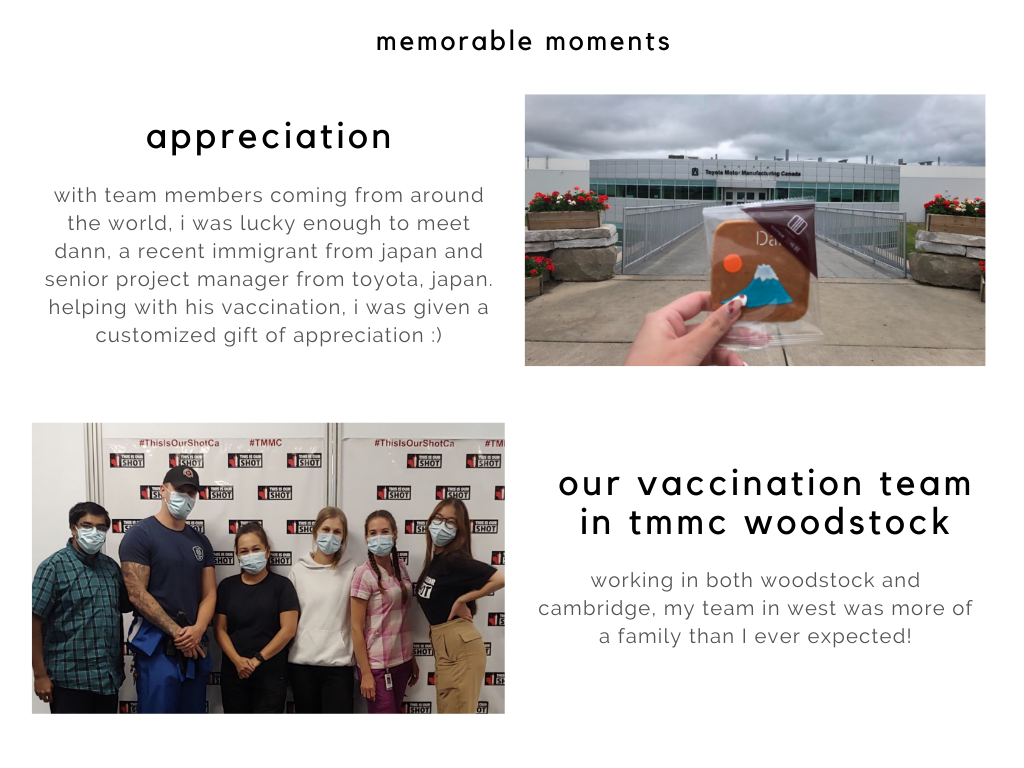 memorable moments
appreciation
with team members coming from around
the world, i was lucky enough to meet
dann, a recent immigrant from japan and
senior project manager from toyota, japan.
helping with his vaccination, i was given a
customized gift of appreciation :)
Toyota Motor Manufacturing Canada
#ThisIsOurShotCa #TMMC #ThisIsOurShotCa
THIS IS OUR SHOT
our vaccination team
in tmmc woodstock
working in both woodstock and
cambridge, my team in west was more of
a family than I ever expected!